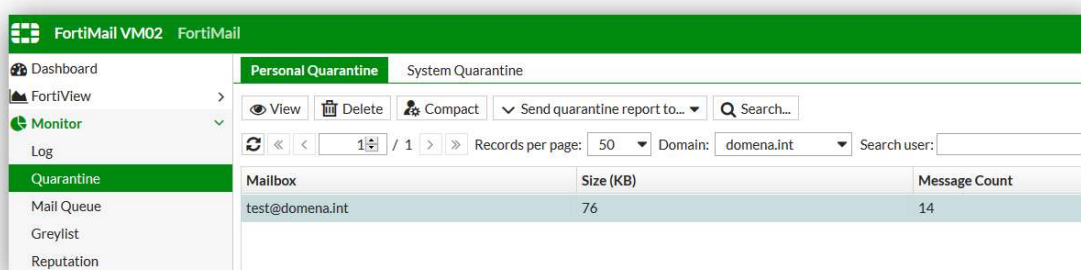 FortiMail VM02 FortiMail
Dashboard
FortiView
Monitor
Log
Quarantine
Mail Queue
Greylist
Reputation
Personal Quarantine System Quarantine
View Delete Compact Send quarantine report to... Search...
1 / 1 Records per page: 50 Domain: domena.int Search user:
Mailbox Size (KB) Message Count
test@domena.int 76 14